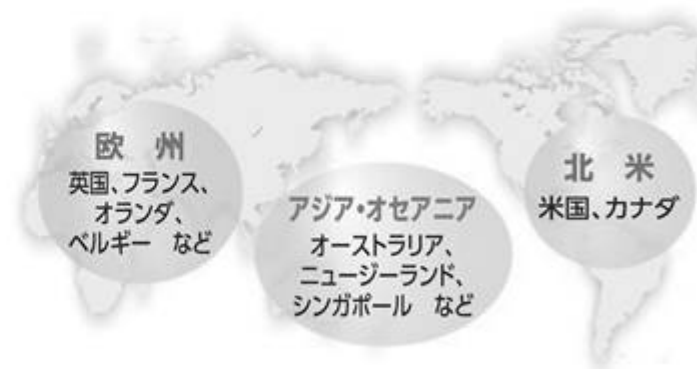 欧 州
英国、フランス、
オランダ、
ベルギー など
アジア・オセアニア
オーストラリア、
ニュージーランド、
シンガポール など
北 米
米国、カナダ